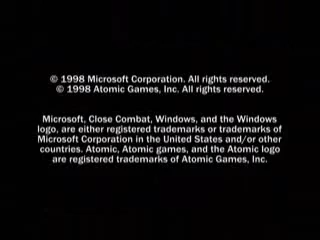 © 1998 Microsoft Corporation. All rights reserved.
© 1998 Atomic Games, Inc. All rights reserved.
Microsoft, Close Combat, Windows, and the Windows
logo, are either registered trademarks or trademarks of
Microsoft Corporation in the United States and/or other
countries. Atomic, Atomic games, and the Atomic logo
are registered trademarks of Atomic Games, Inc.